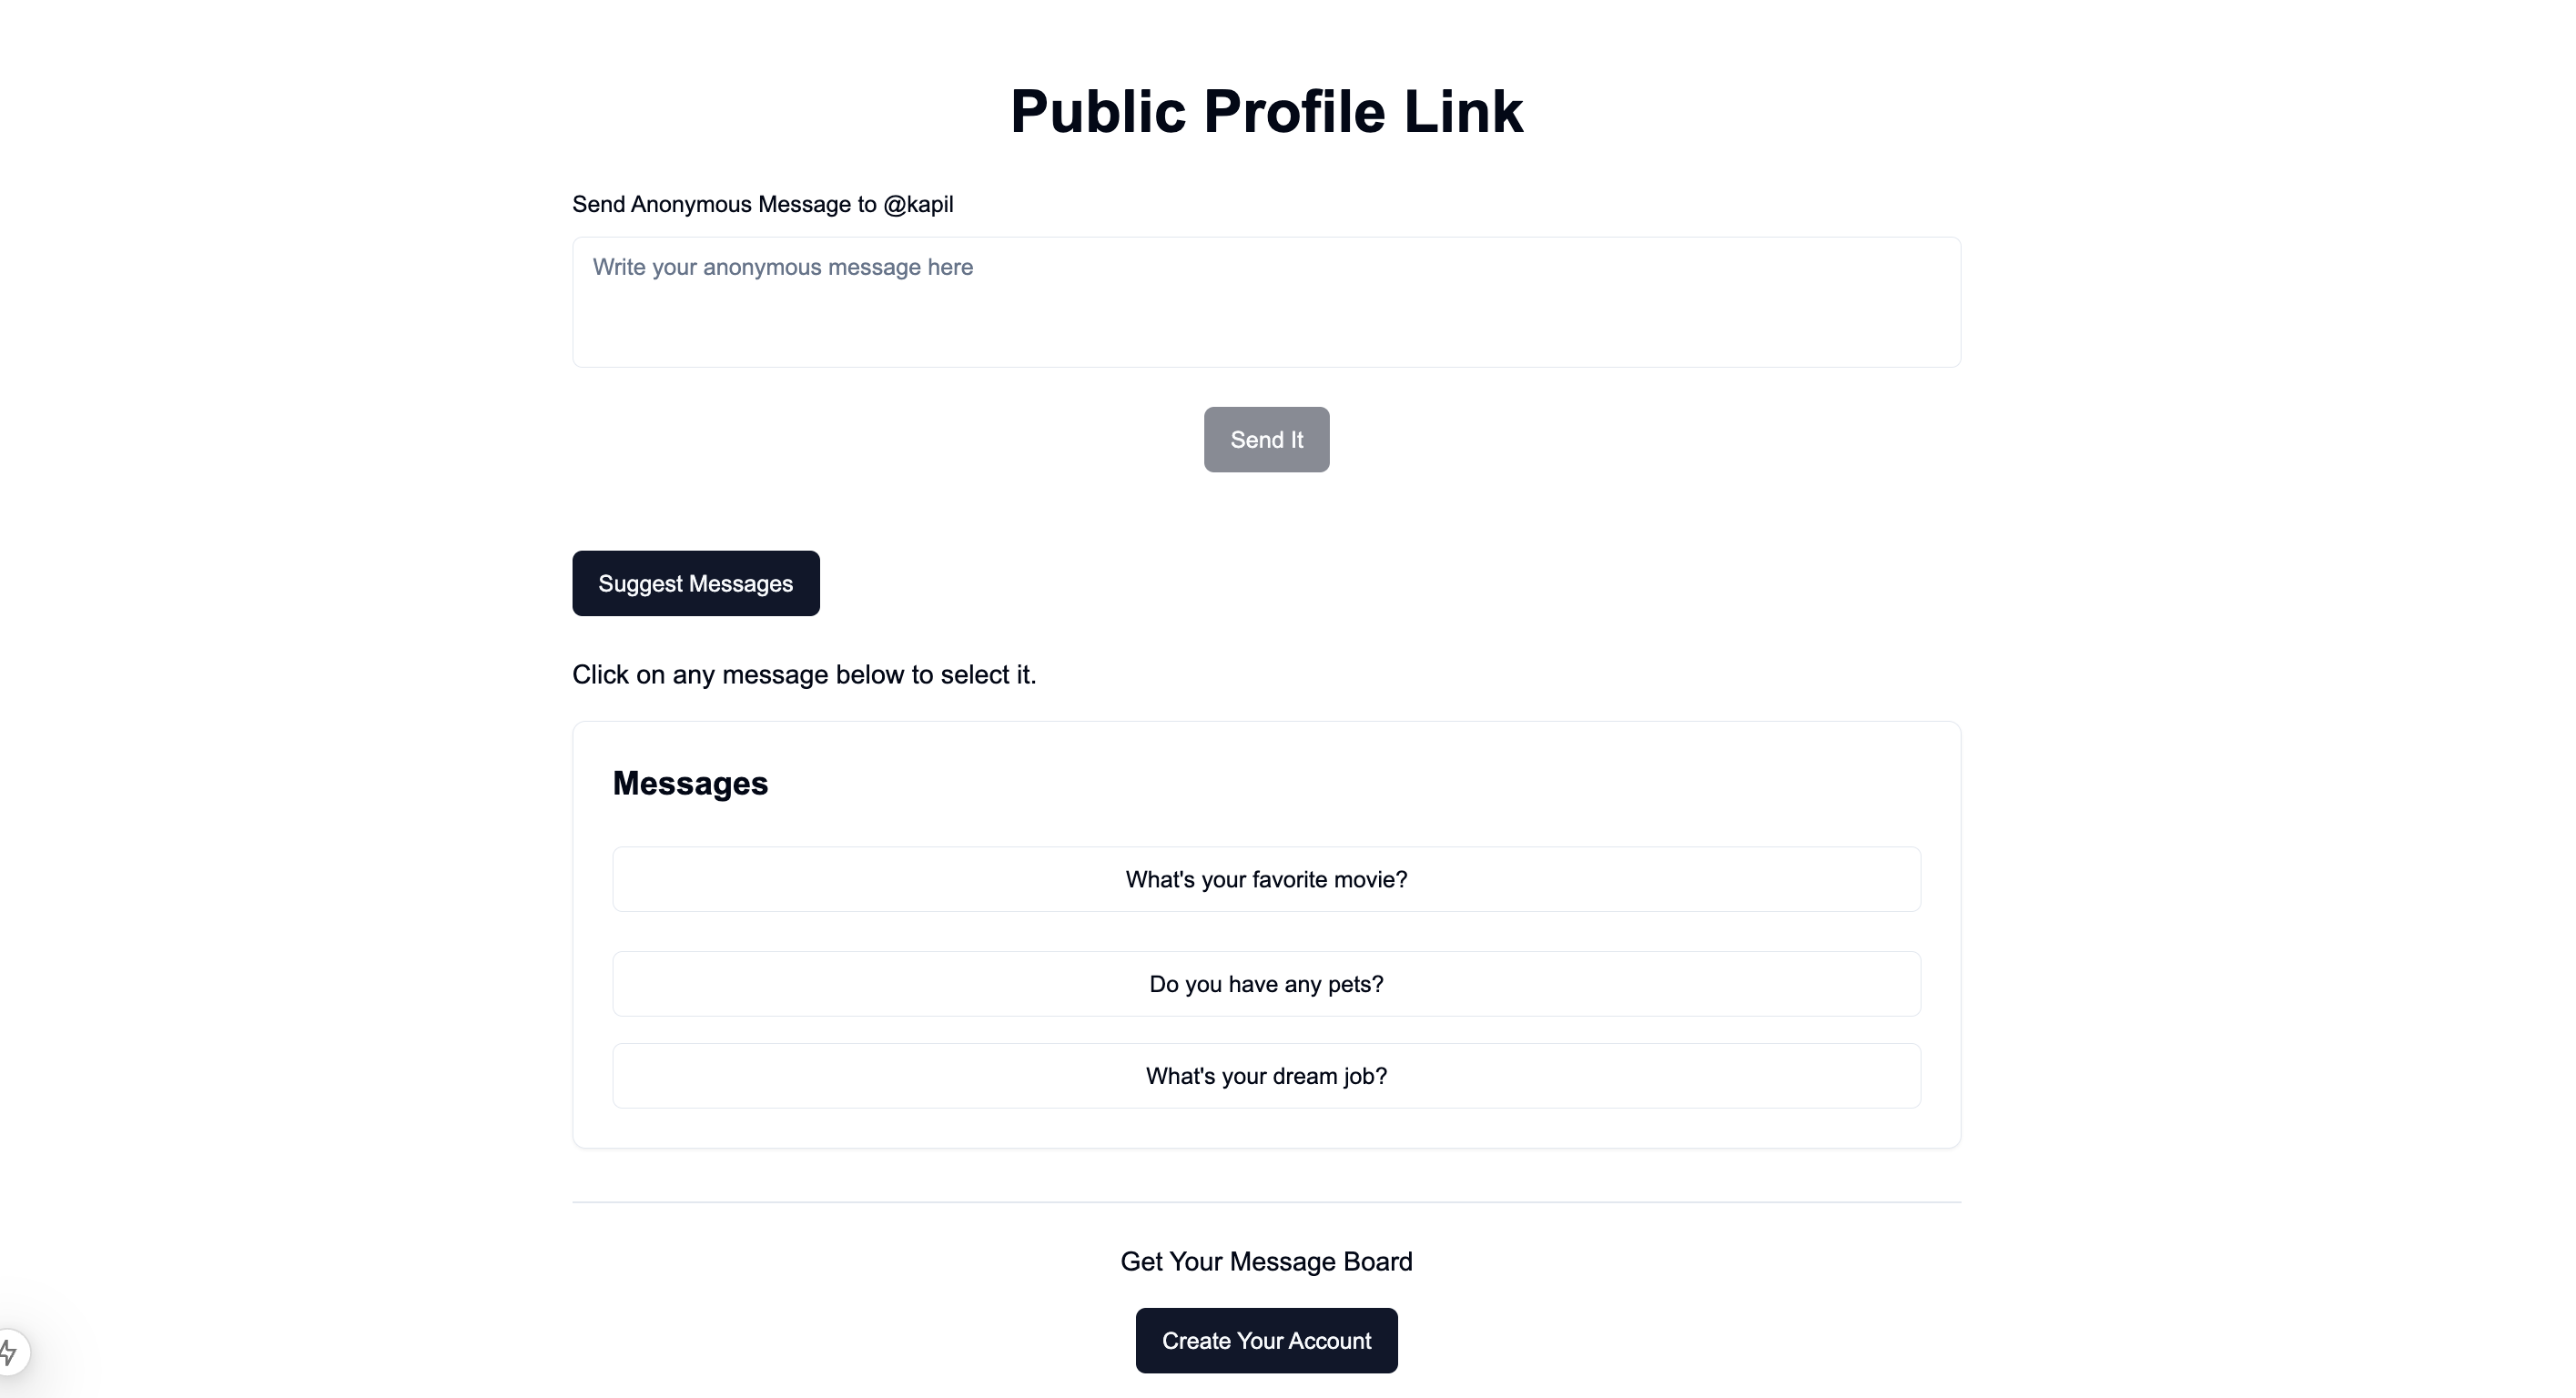 Public Profile Link
Send Anonymous Message to @kapil
Write your anonymous message here
Send It
Suggest Messages
Click on any message below to select it.
Messages
What's your favorite movie?
Do you have any pets?
What's your dream job?
Get Your Message Board
Create Your Account